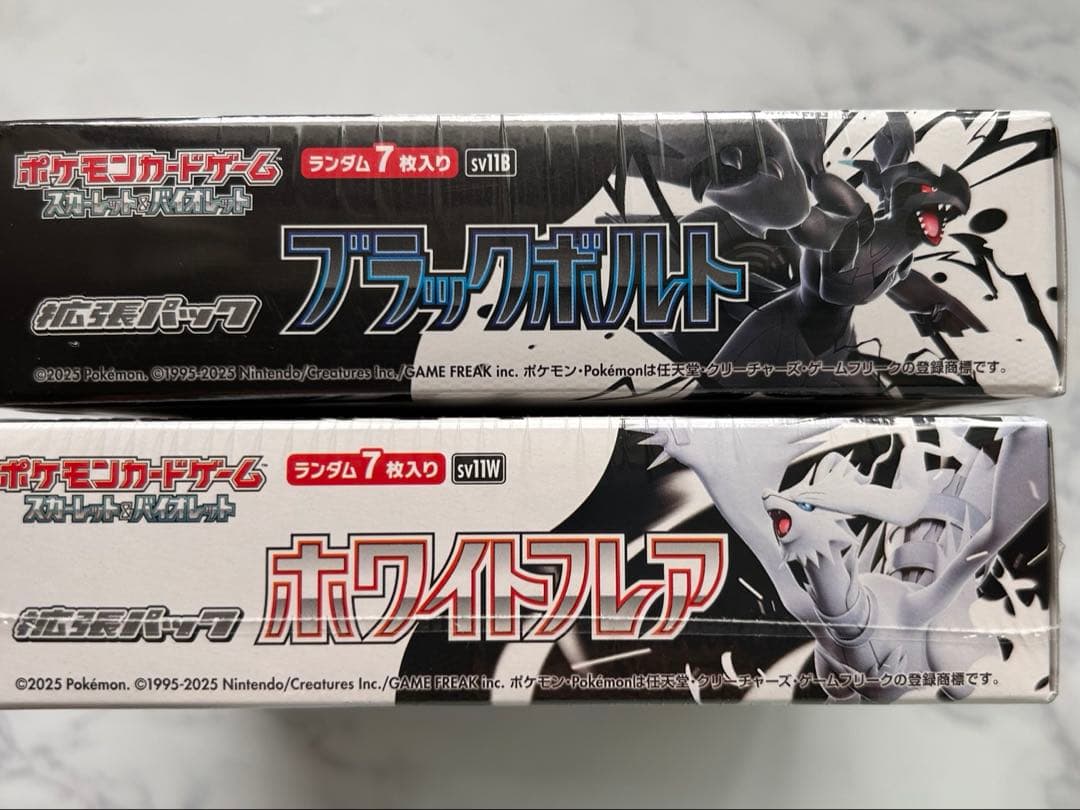 ポケモンカードゲーム
スカーレット&バイオレット
ランダム7枚入り sv11B
ブラックボルト
拡張パック
©2025 Pokémon. ©1995-2025 Nintendo/Creatures Inc./GAME FREAK inc. ポケモン・Pokémonは任天堂・クリーチャーズ・ゲームフリークの登録商標です。
ポケモンカードゲーム
スカーレット&バイオレット
ランダム7枚入り sv11W
ホワイトフレア
拡張パック
©2025 Pokémon. ©1995-2025 Nintendo/Creatures Inc./GAME FREAK inc. ポケモン・Pokémonは任天堂・クリーチャーズ・ゲームフリークの登録商標です。